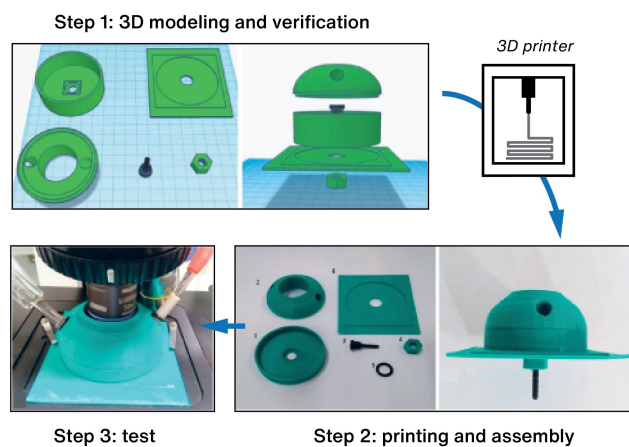 Step 1: 3D modeling and verification
3D printer
6
2
1
3
4
5
Step 3: test
Step 2: printing and assembly